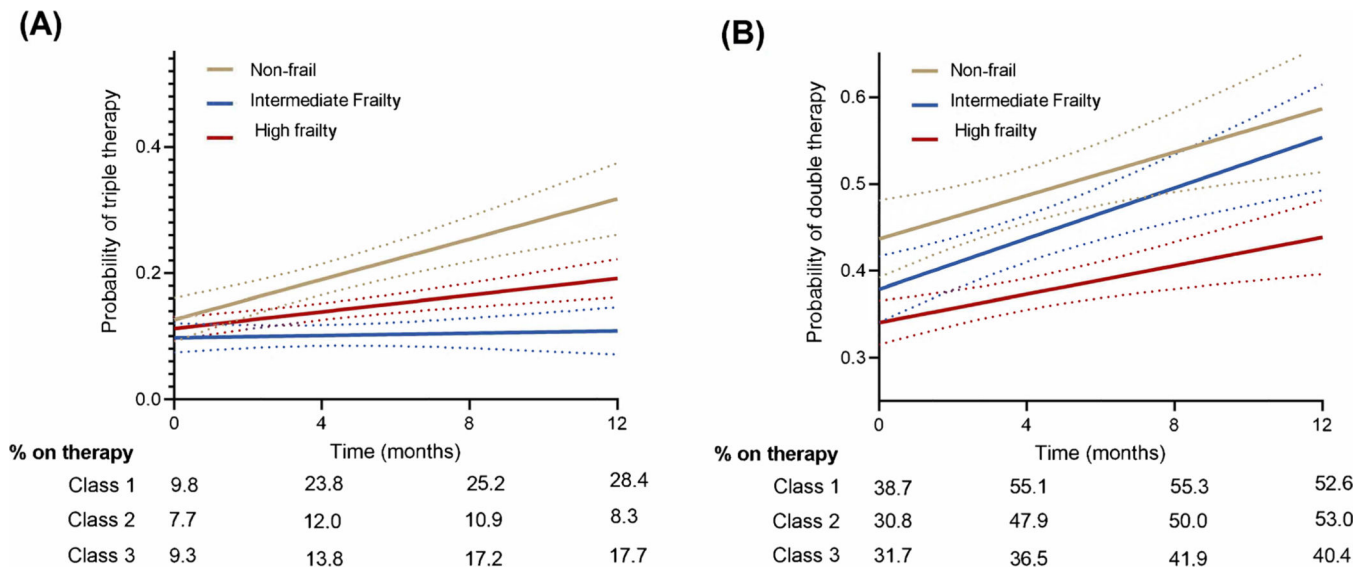 (A)
Probability of triple therapy
0.4
0.2
0.0
Non-frail
Intermediate Frailty
High frailty
0 4 8 12
Time (months)
% on therapy
Class 1 9.8 23.8 25.2 28.4
Class 2 7.7 12.0 10.9 8.3
Class 3 9.3 13.8 17.2 17.7
(B)
Probability of double therapy
0.6
0.5
0.4
0.3
Non-frail
Intermediate Frailty
High frailty
0 4 8 12
Time (months)
% on therapy
Class 1 38.7 55.1 55.3 52.6
Class 2 30.8 47.9 50.0 53.0
Class 3 31.7 36.5 41.9 40.4